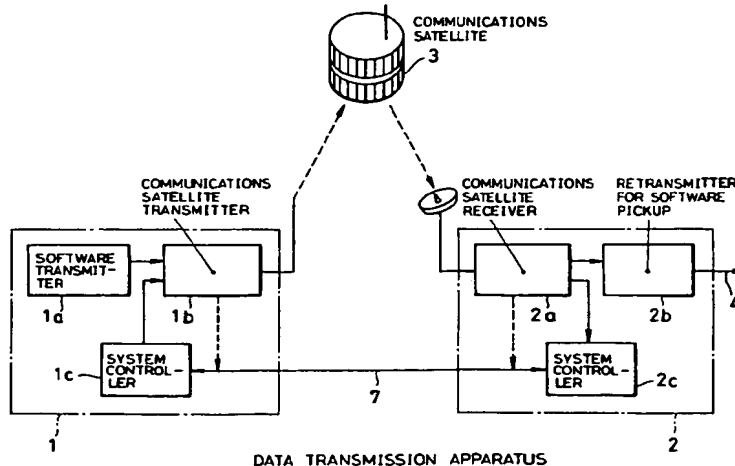 COMMUNICATIONS
SATELLITE
3
COMMUNICATIONS
SATELLITE
TRANSMITTER
COMMUNICATIONS
SATELLITE
RECEIVER
RETRANSMITTER
FOR SOFTWARE
PICKUP
SOFTWARE
TRANSMIT-
TER
1a
1b
2a
2b
4
1c
SYSTEM
CONTROL-
LER
7
SYSTEM
CONTROL-
LER
2c
1
2
DATA TRANSMISSION APPARATUS